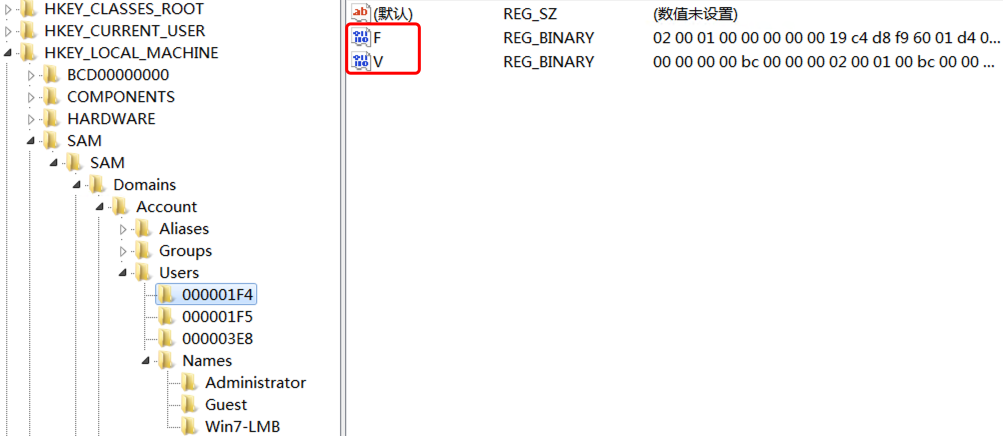 HKEY_CLASSES_ROOT
HKEY_CURRENT_USER
HKEY_LOCAL_MACHINE
BCD00000000
COMPONENTS
HARDWARE
SAM
SAM
Domains
Account
Aliases
Groups
Users
000001F4
000001F5
000003E8
Names
Administrator
Guest
Win7-LMB
ab (默认) REG_SZ (数值未设置)
F REG_BINARY 02 00 01 00 00 00 00 00 19 c4 d8 f9 60 01 d4 0...
V REG_BINARY 00 00 00 00 bc 00 00 00 02 00 01 00 bc 00 00 ...